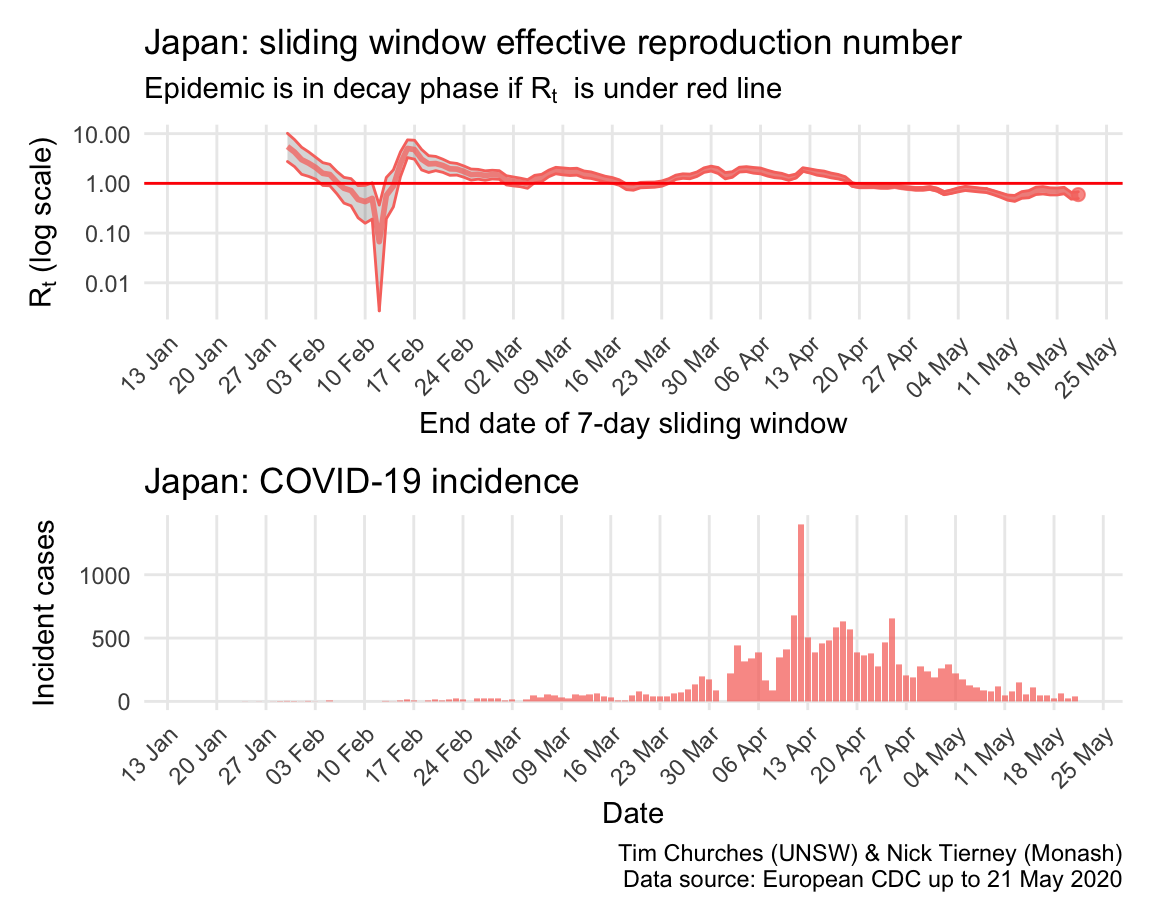 Japan: sliding window effective reproduction number
Epidemic is in decay phase if Rt is under red line
Rt (log scale)
10.00
1.00
0.10
0.01
13 Jan 20 Jan 27 Jan 03 Feb 10 Feb 17 Feb 24 Feb 02 Mar 09 Mar 16 Mar 23 Mar 30 Mar 06 Apr 13 Apr 20 Apr 27 Apr 04 May 11 May 18 May 25 May
End date of 7-day sliding window
Japan: COVID-19 incidence
Incident cases
1000
500
0
13 Jan 20 Jan 27 Jan 03 Feb 10 Feb 17 Feb 24 Feb 02 Mar 09 Mar 16 Mar 23 Mar 30 Mar 06 Apr 13 Apr 20 Apr 27 Apr 04 May 11 May 18 May 25 May
Date
Tim Churches (UNSW) & Nick Tierney (Monash)
Data source: European CDC up to 21 May 2020